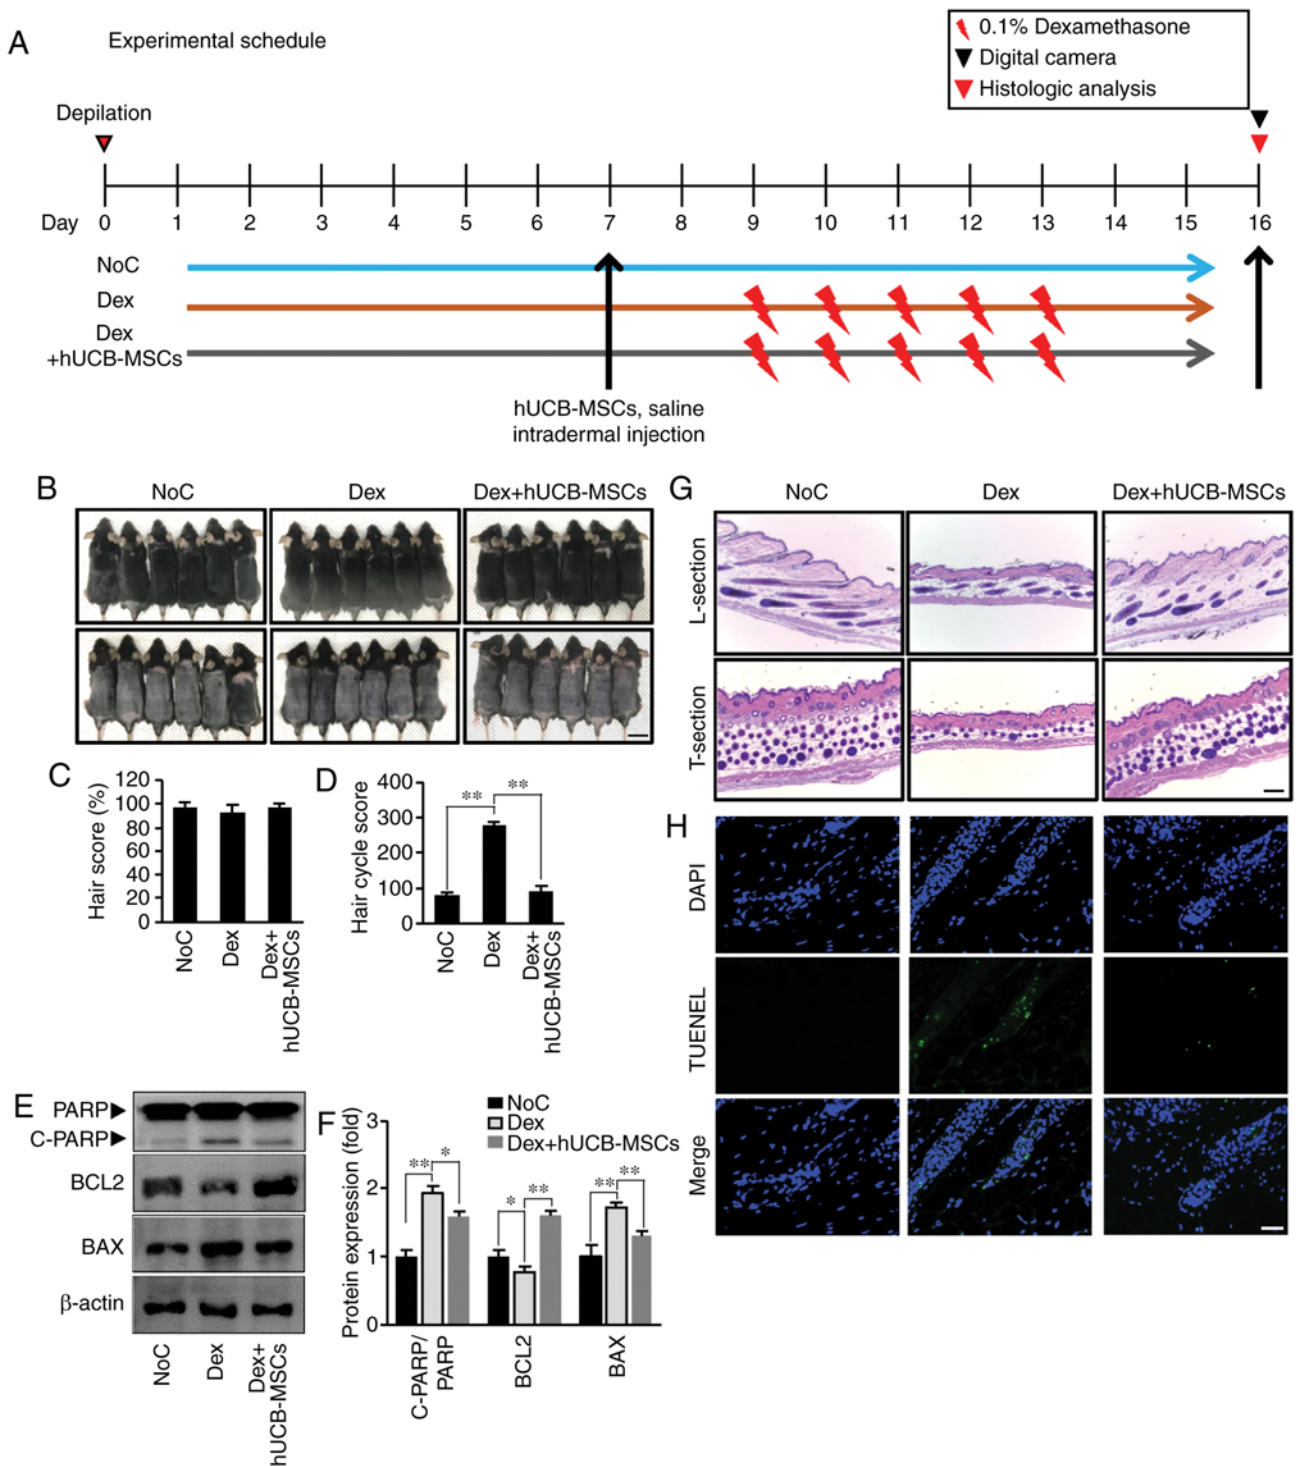 A
Experimental schedule
0.1% Dexamethasone
Digital camera
Histologic analysis
Depilation
Day 0 1 2 3 4 5 6 7 8 9 10 11 12 13 14 15 16
NoC
Dex
Dex
+hUCB-MSCs
hUCB-MSCs, saline
intradermal injection
B
NoC Dex Dex+hUCB-MSCs
C
Hair score (%)
120
100
80
60
40
20
0
NoC
Dex
Dex+
hUCB-MSCs
D
Hair cycle score
400
300
200
100
0
** **
NoC
Dex
Dex+
hUCB-MSCs
E
PARP
C-PARP
BCL2
BAX
β-actin
NoC
Dex
Dex+
hUCB-MSCs
F
NoC
Dex
Dex+hUCB-MSCs
Protein expression (fold)
3
2
1
0
** * * ** ** **
C-PARP/
PARP
BCL2
BAX
G
NoC Dex Dex+hUCB-MSCs
L-section
T-section
H
DAPI
TUENEL
Merge